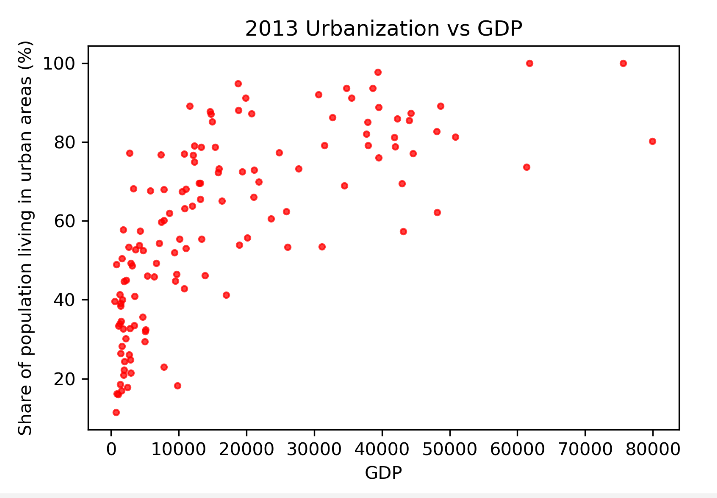 2013 Urbanization vs GDP
Share of population living in urban areas (%)
100
80
60
40
20
0 10000 20000 30000 40000 50000 60000 70000 80000
GDP